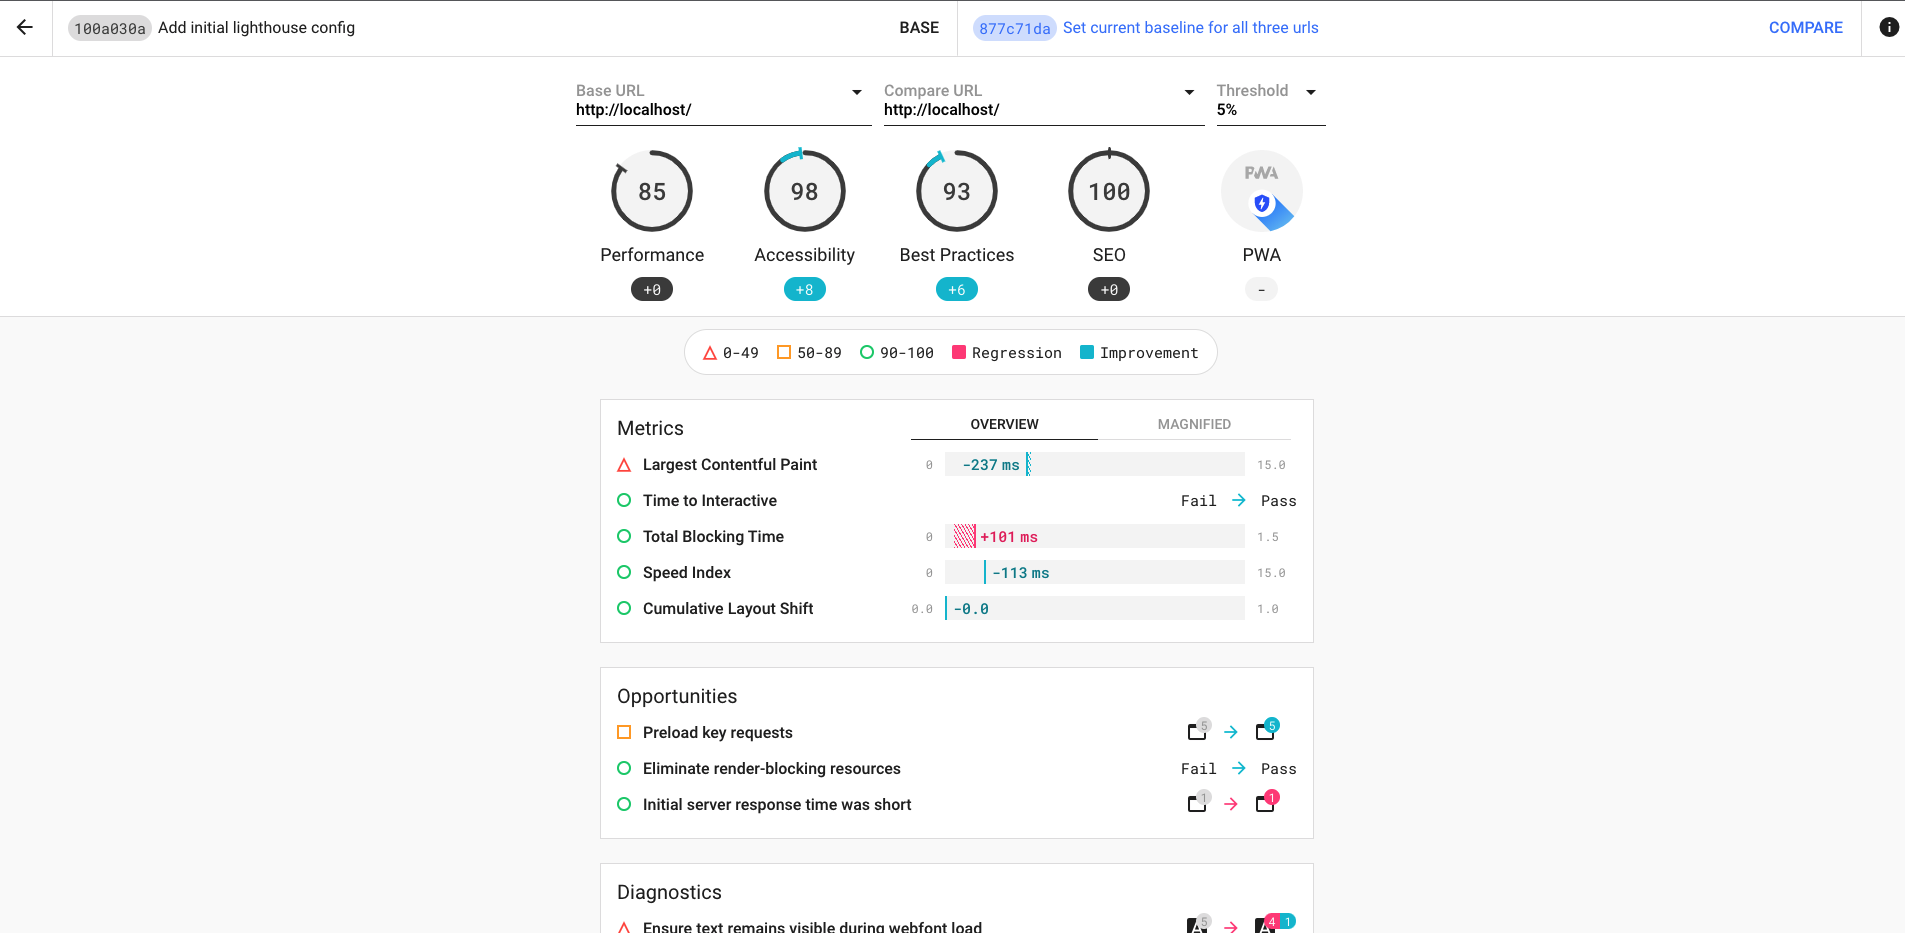 100a030a Add initial lighthouse config BASE 877c71da Set current baseline for all three urls COMPARE
Base URL Compare URL Threshold
http://localhost/ http://localhost/ 5%
PWA
85 98 93 100
Performance Accessibility Best Practices SEO PWA
+0 +8 +6 +0 -
0-49 50-89 90-100 Regression Improvement
Metrics OVERVIEW MAGNIFIED
Largest Contentful Paint 0 -237 ms 15.0
Time to Interactive Fail → Pass
Total Blocking Time 0 +101 ms 1.5
Speed Index 0 -113 ms 15.0
Cumulative Layout Shift 0.0 -0.0 1.0
Opportunities
Preload key requests 5 → 5
Eliminate render-blocking resources Fail → Pass
Initial server response time was short 1 → 1
Diagnostics
Ensure text remains visible during webfont load A 5 → A 4 1